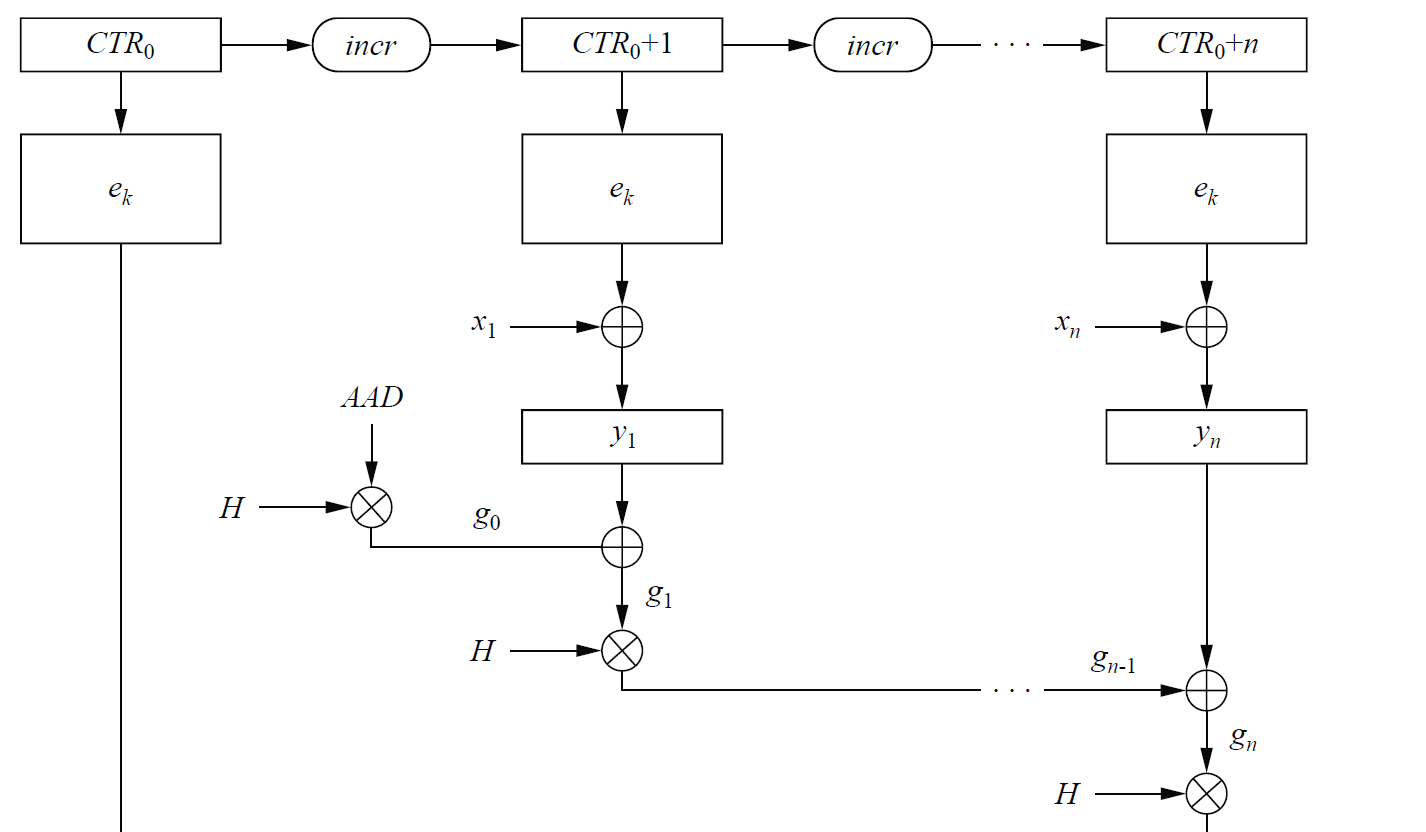 CTR₀ incr CTR₀+1 incr · · · CTR₀+n
eₖ eₖ eₖ
x₁ xₙ
AAD
y₁ yₙ
H g₀
g₁
H gₙ₋₁
· · ·
gₙ
H